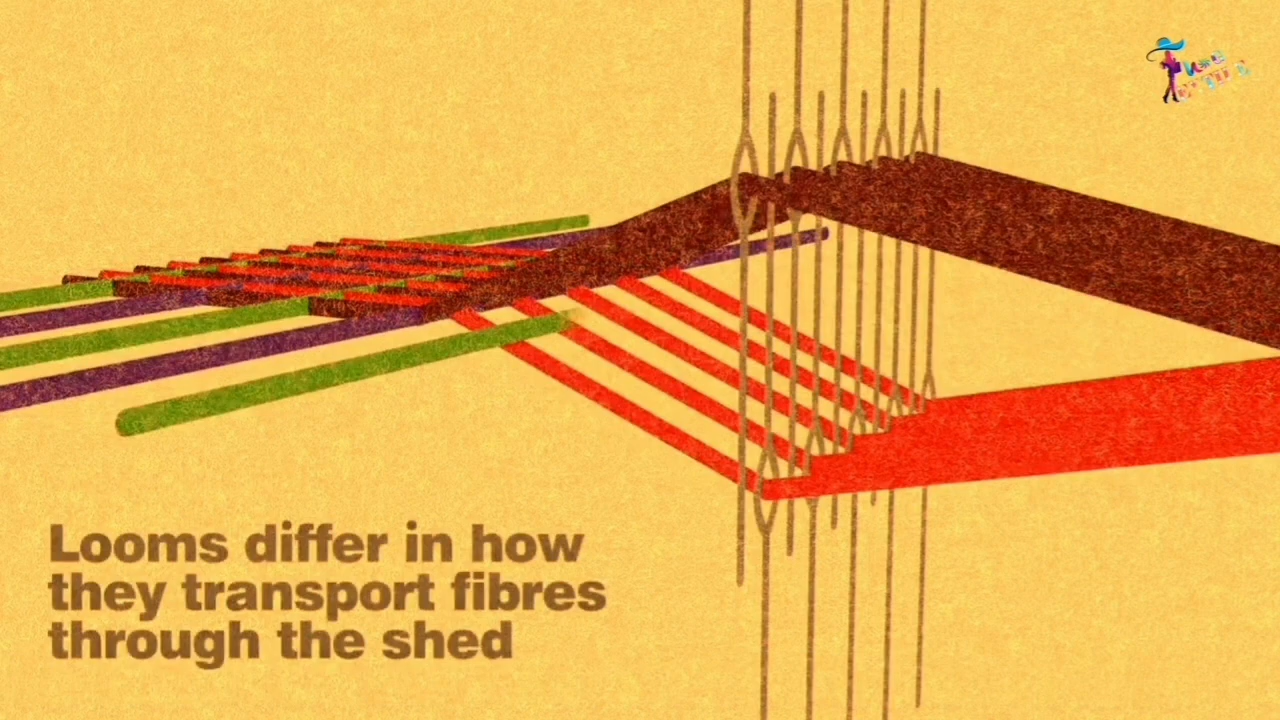 Looms differ in how
they transport fibres
through the shed